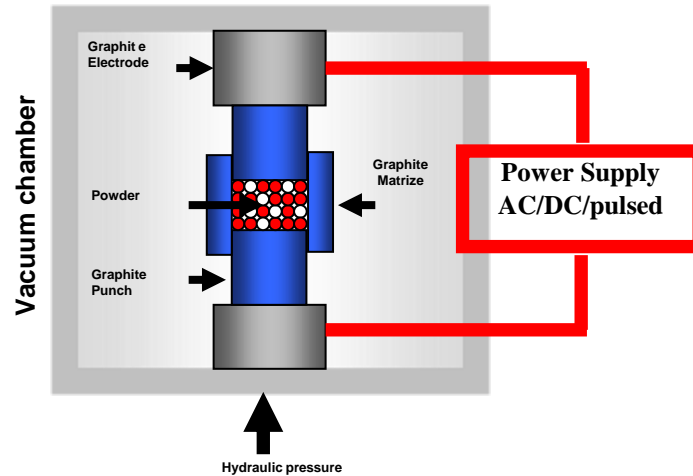 Graphit e
Electrode
Vacuum chamber
Graphite
Matrize
Power Supply
AC/DC/pulsed
Powder
Graphite
Punch
Hydraulic pressure